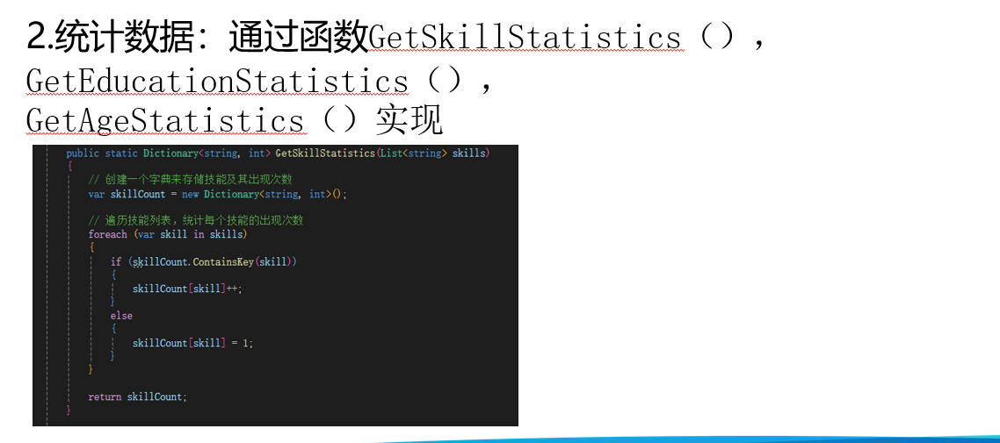 2.统计数据：通过函数GetSkillStatistics（），
GetEducationStatistics（），
GetAgeStatistics（）实现
public static Dictionary<string, int> GetSkillStatistics(List<string> skills)
{
// 创建一个字典来存储技能及其出现次数
var skillCount = new Dictionary<string, int>();
// 遍历技能列表，统计每个技能的出现次数
foreach (var skill in skills)
{
if (skillCount.ContainsKey(skill))
{
skillCount[skill]++;
}
else
{
skillCount[skill] = 1;
}
}
return skillCount;
}